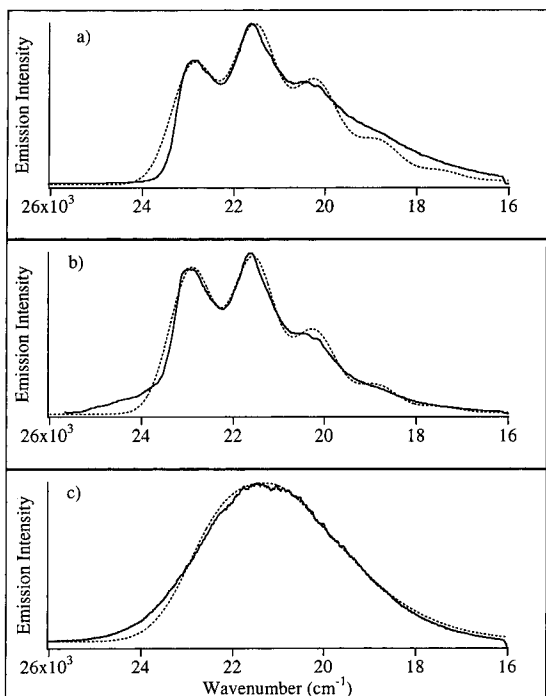 a)
Emission Intensity
26x10³ 24 22 20 18 16
b)
Emission Intensity
26x10³ 24 22 20 18 16
c)
Emission Intensity
26x10³ 24 22 20 18 16
Wavenumber (cm⁻¹)